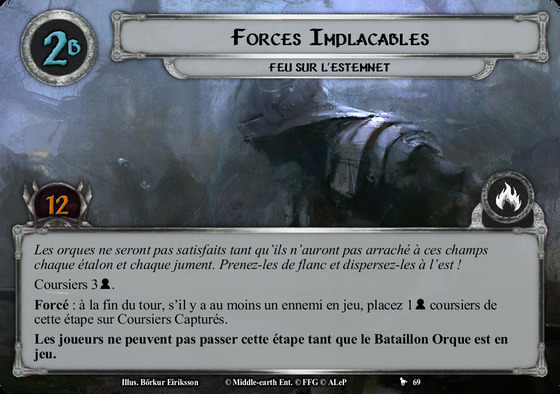 2B
FORCES IMPLACABLES
FEU SUR L'ESTEMNET
12
Les orques ne seront pas satisfaits tant qu'ils n'auront pas arraché à ces champs
chaque étalon et chaque jument. Prenez-les de flanc et dispersez-les à l'est !
Coursiers 3.
Forcé : à la fin du tour, s'il y a au moins un ennemi en jeu, placez 1 coursiers de
cette étape sur Coursiers Capturés.
Les joueurs ne peuvent pas passer cette étape tant que le Bataillon Orque est en
jeu.
Illus. Börkur Eiriksson © Middle-earth Ent. © FFG © ALeP 69